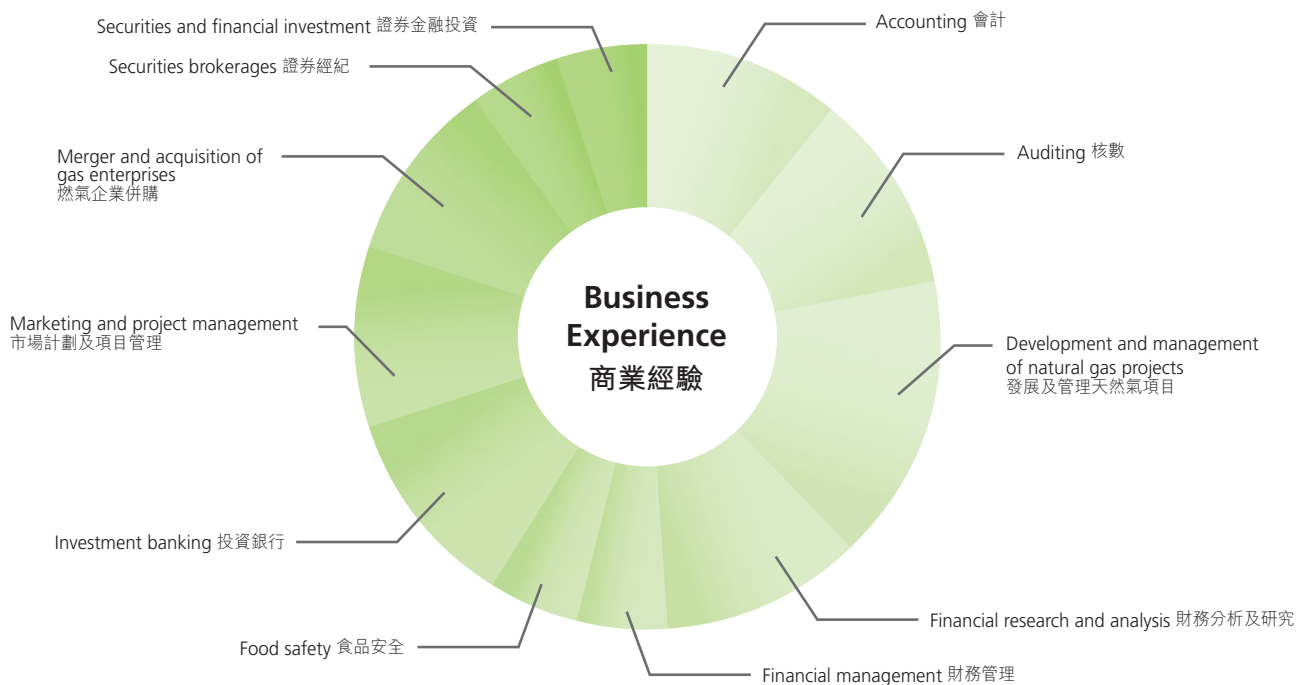 Securities and financial investment 證券金融投資
Securities brokerages 證券經紀
Merger and acquisition of
gas enterprises
燃氣企業併購
Marketing and project management
市場計劃及項目管理
Investment banking 投資銀行
Food safety 食品安全
Financial management 財務管理
Financial research and analysis 財務分析及研究
Development and management
of natural gas projects
發展及管理天然氣項目
Auditing 核數
Accounting 會計
Business
Experience
商業經驗